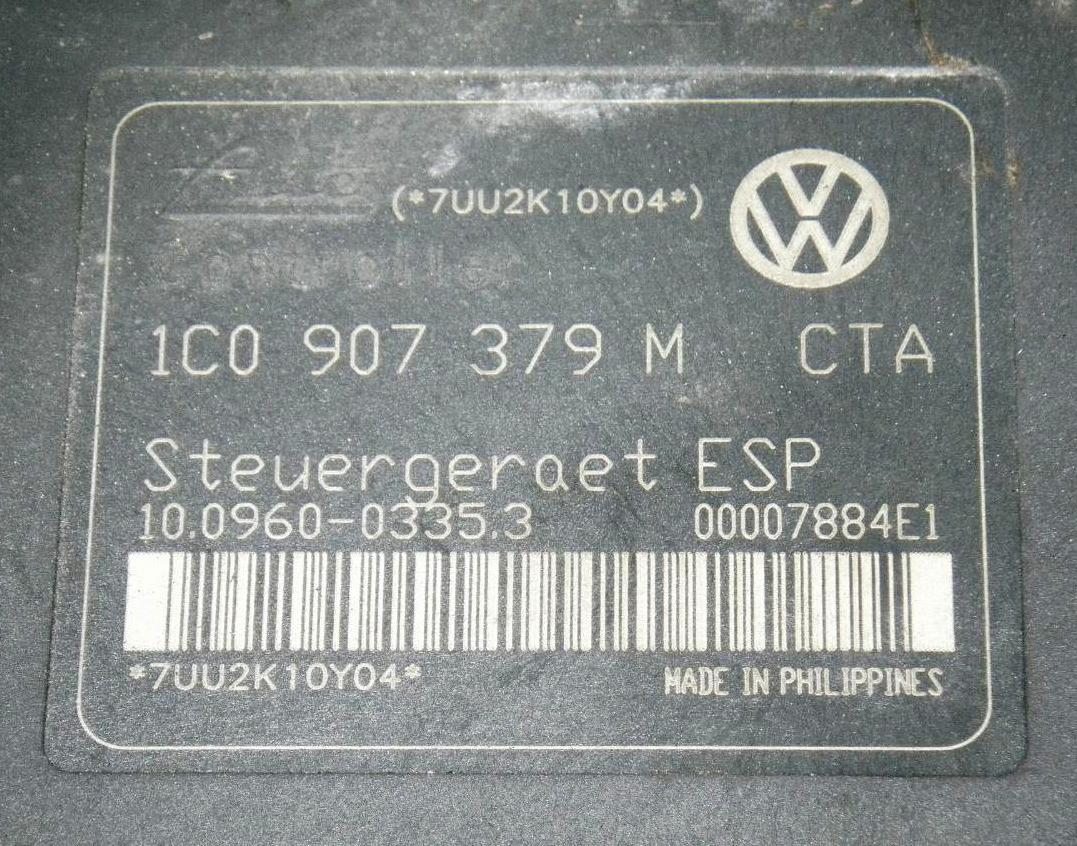 (*7UU2K10Y04*)
1C0 907 379 M CTA
Steuergeraet ESP
10.0960-0335.3 00007884E1
*7UU2K10Y04*
MADE IN PHILIPPINES